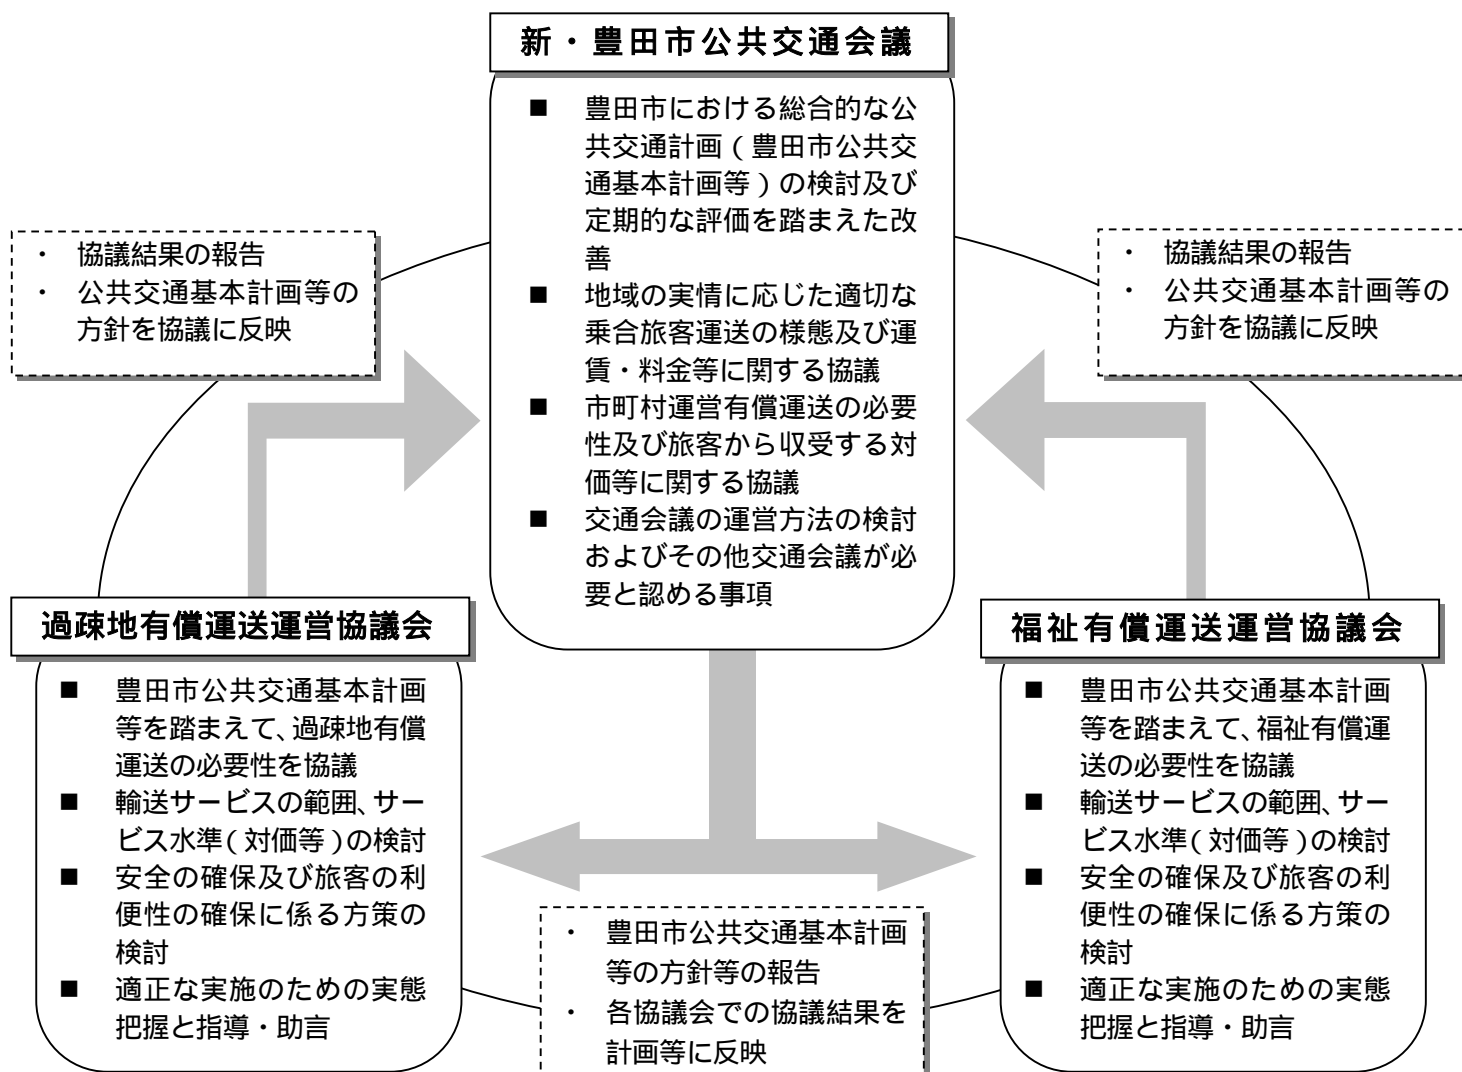 新・豊田市公共交通会議
■ 豊田市における総合的な公
共交通計画(豊田市公共交
通基本計画等)の検討及び
定期的な評価を踏まえた改
善
■ 地域の実情に応じた適切な
乗合旅客運送の様態及び運
賃・料金等に関する協議
■ 市町村運営有償運送の必要
性及び旅客から収受する対
価等に関する協議
■ 交通会議の運営方法の検討
およびその他交通会議が必
要と認める事項
・ 協議結果の報告
・ 公共交通基本計画等の
方針を協議に反映
・ 協議結果の報告
・ 公共交通基本計画等の
方針を協議に反映
過疎地有償運送運営協議会
■ 豊田市公共交通基本計画
等を踏まえて、過疎地有償
運送の必要性を協議
■ 輸送サービスの範囲、サー
ビス水準(対価等)の検討
■ 安全の確保及び旅客の利
便性の確保に係る方策の
検討
■ 適正な実施のための実態
把握と指導・助言
福祉有償運送運営協議会
■ 豊田市公共交通基本計画
等を踏まえて、福祉有償運
送の必要性を協議
■ 輸送サービスの範囲、サー
ビス水準(対価等)の検討
■ 安全の確保及び旅客の利
便性の確保に係る方策の
検討
■ 適正な実施のための実態
把握と指導・助言
・ 豊田市公共交通基本計画
等の方針等の報告
・ 各協議会での協議結果を
計画等に反映